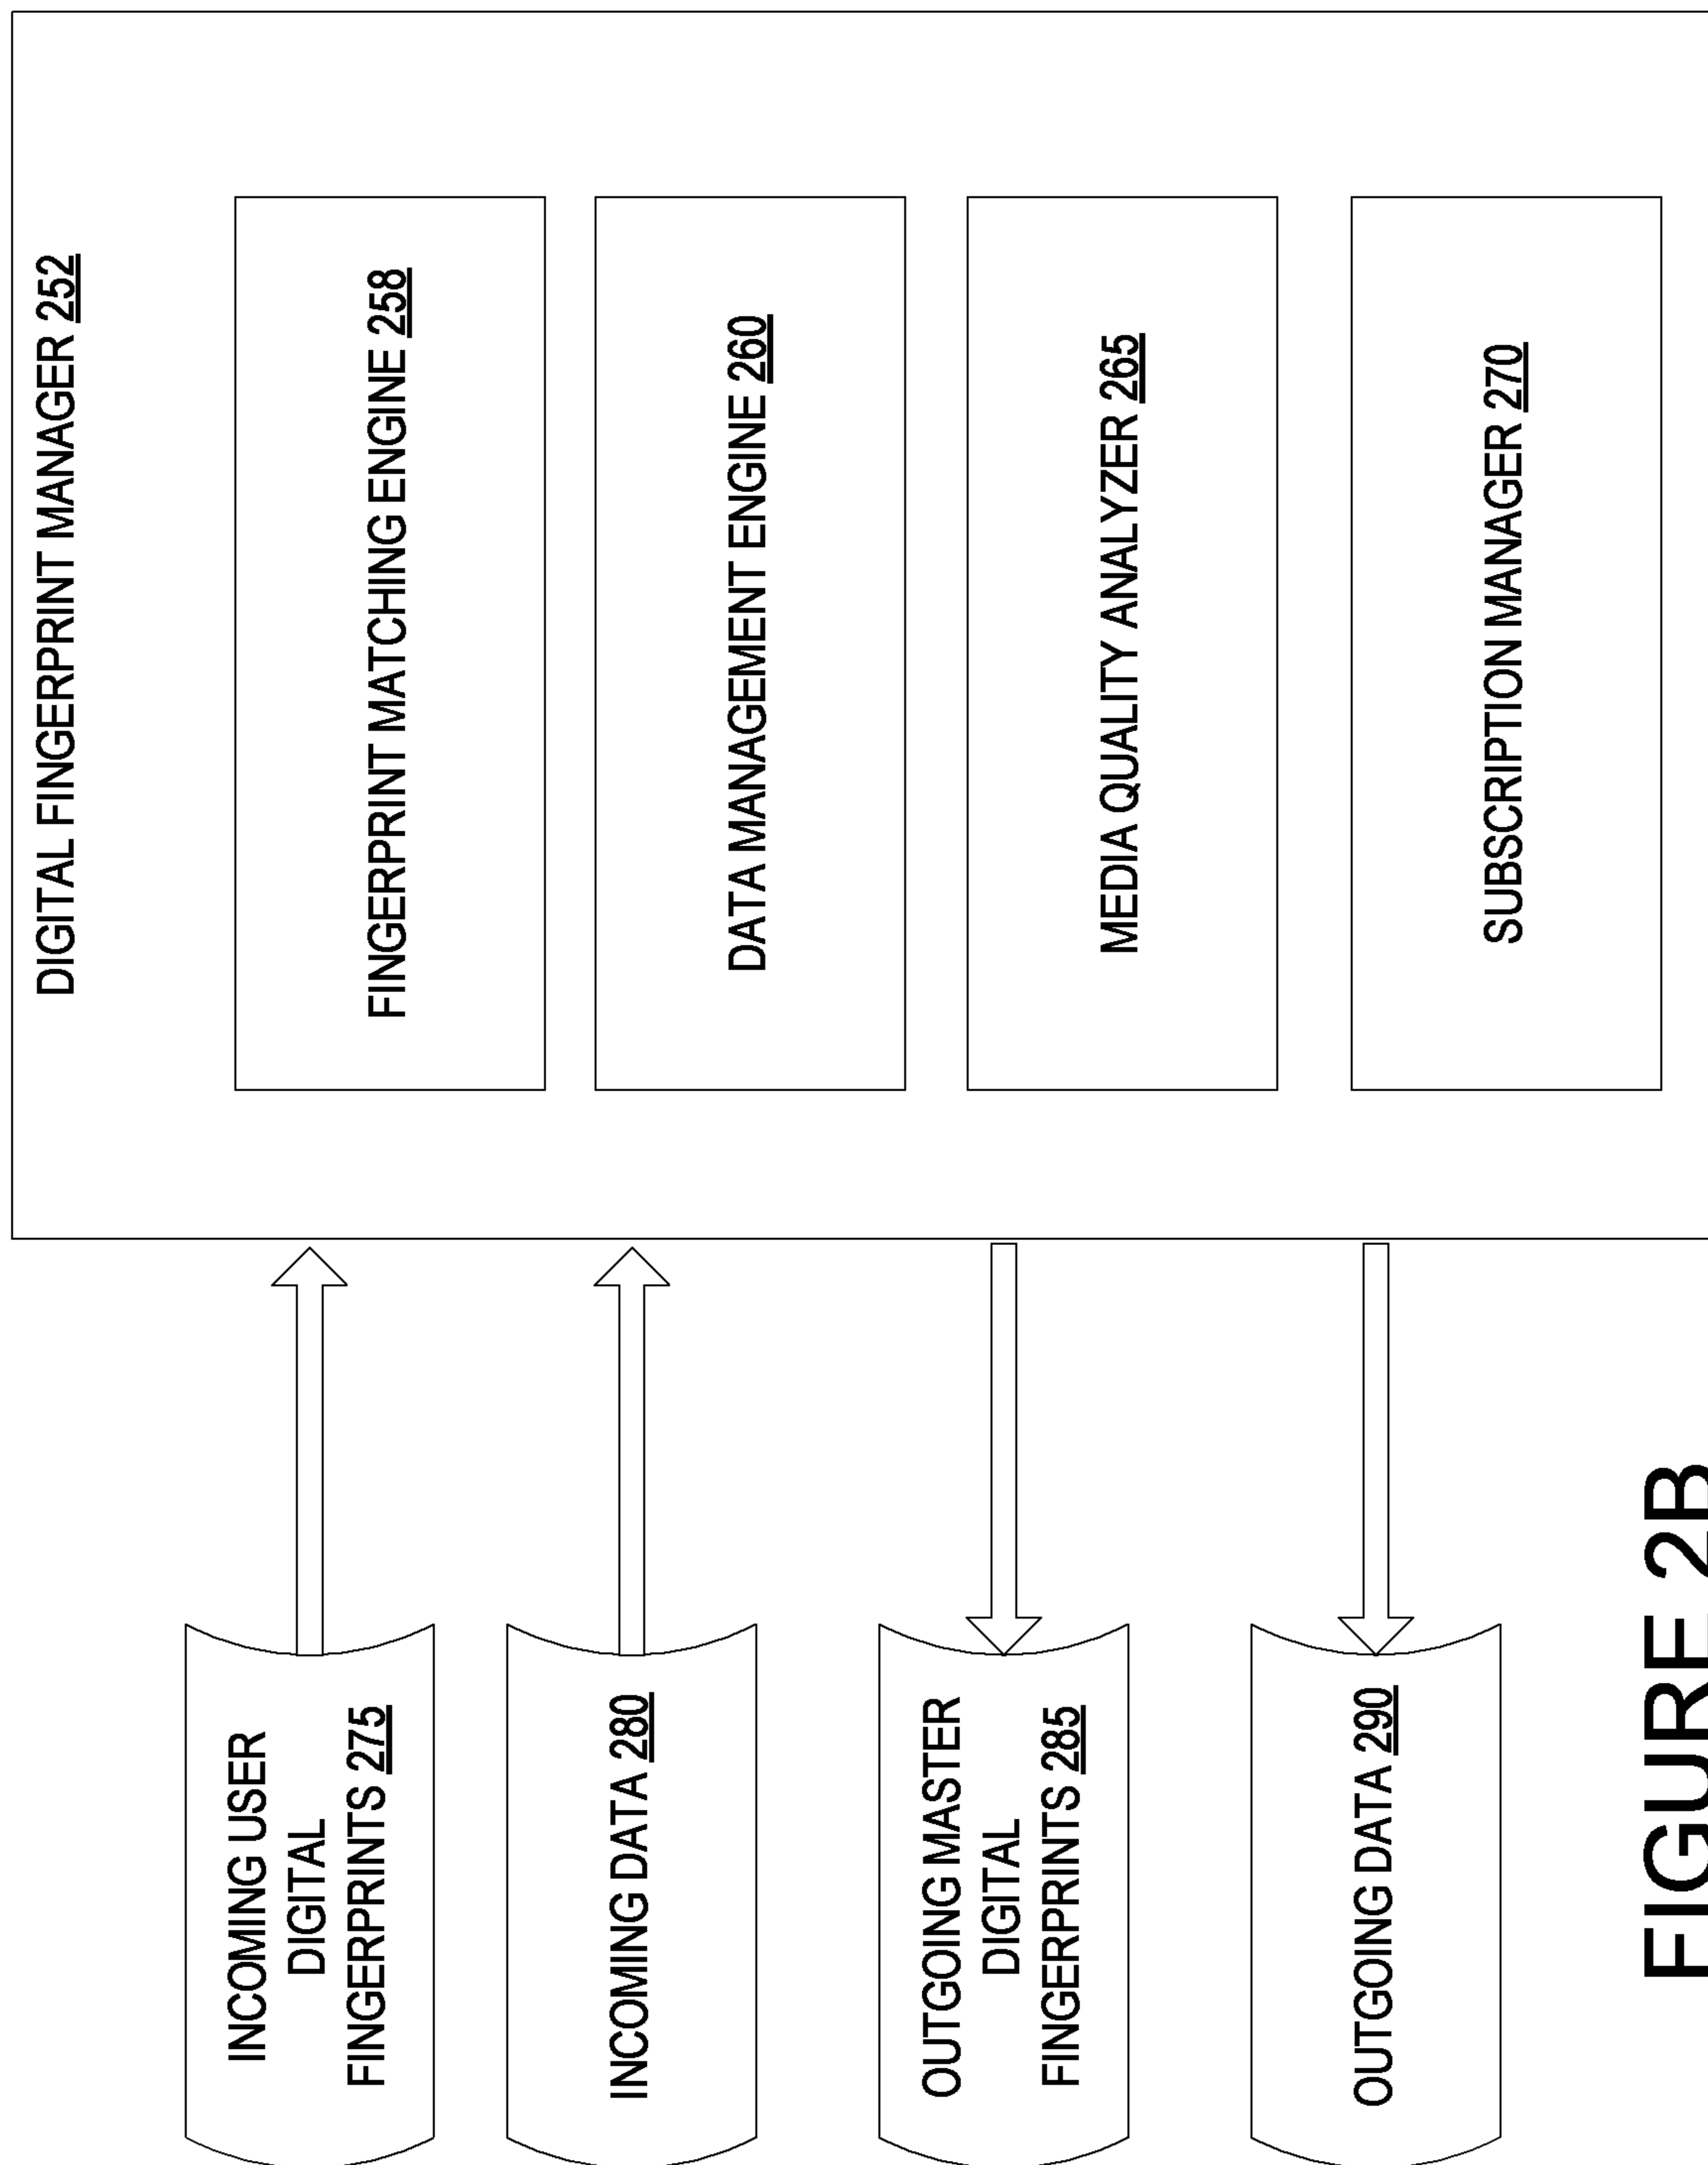 DIGITAL FINGERPRINT MANAGER 252
INCOMING USER
DIGITAL
FINGERPRINTS 275
FINGERPRINT MATCHING ENGINE 258
INCOMING DATA 280
DATA MANAGEMENT ENGINE 260
OUTGOING MASTER
DIGITAL
FINGERPRINTS 285
MEDIA QUALITY ANALYZER 265
OUTGOING DATA 290
SUBSCRIPTION MANAGER 270
FIGURE 2B